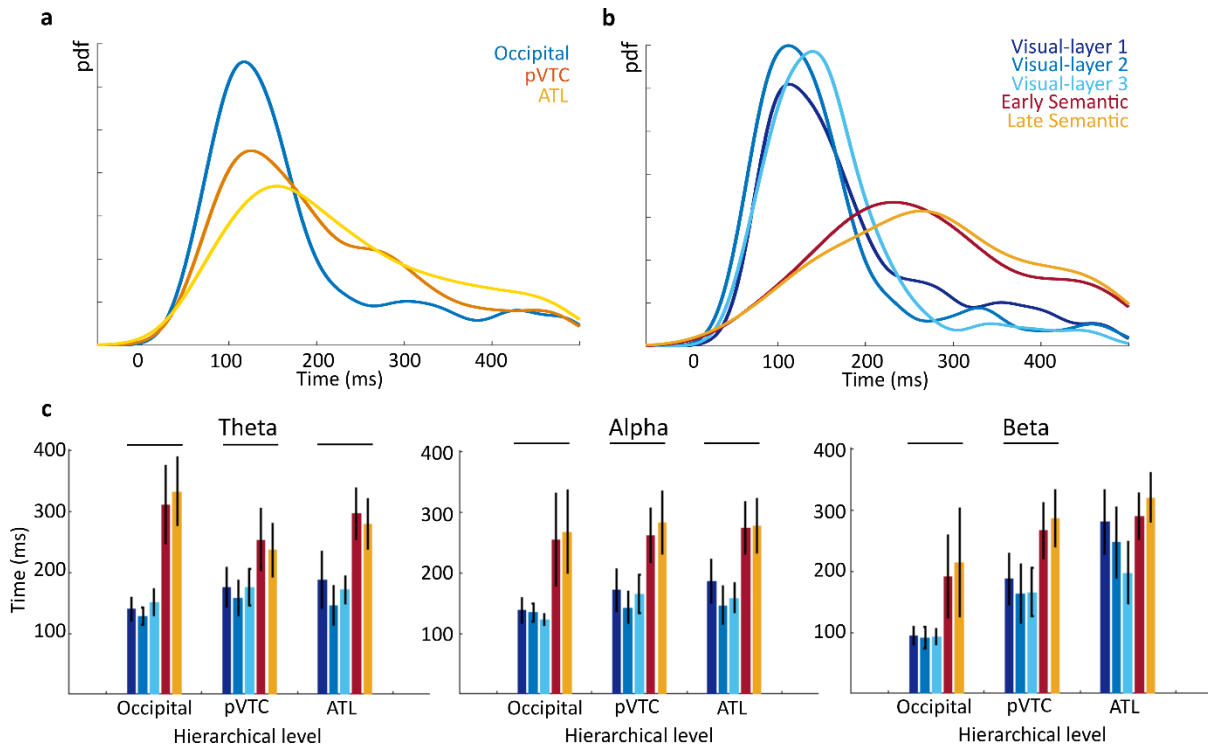 a
pdf
Occipital
pVTC
ATL
0 100 200 300 400
Time (ms)
b
pdf
Visual-layer 1
Visual-layer 2
Visual-layer 3
Early Semantic
Late Semantic
0 100 200 300 400
Time (ms)
c
Theta
400
300
200
100
Time (ms)
Occipital pVTC ATL
Hierarchical level
Alpha
400
300
200
100
Occipital pVTC ATL
Hierarchical level
Beta
400
300
200
100
Occipital pVTC ATL
Hierarchical level